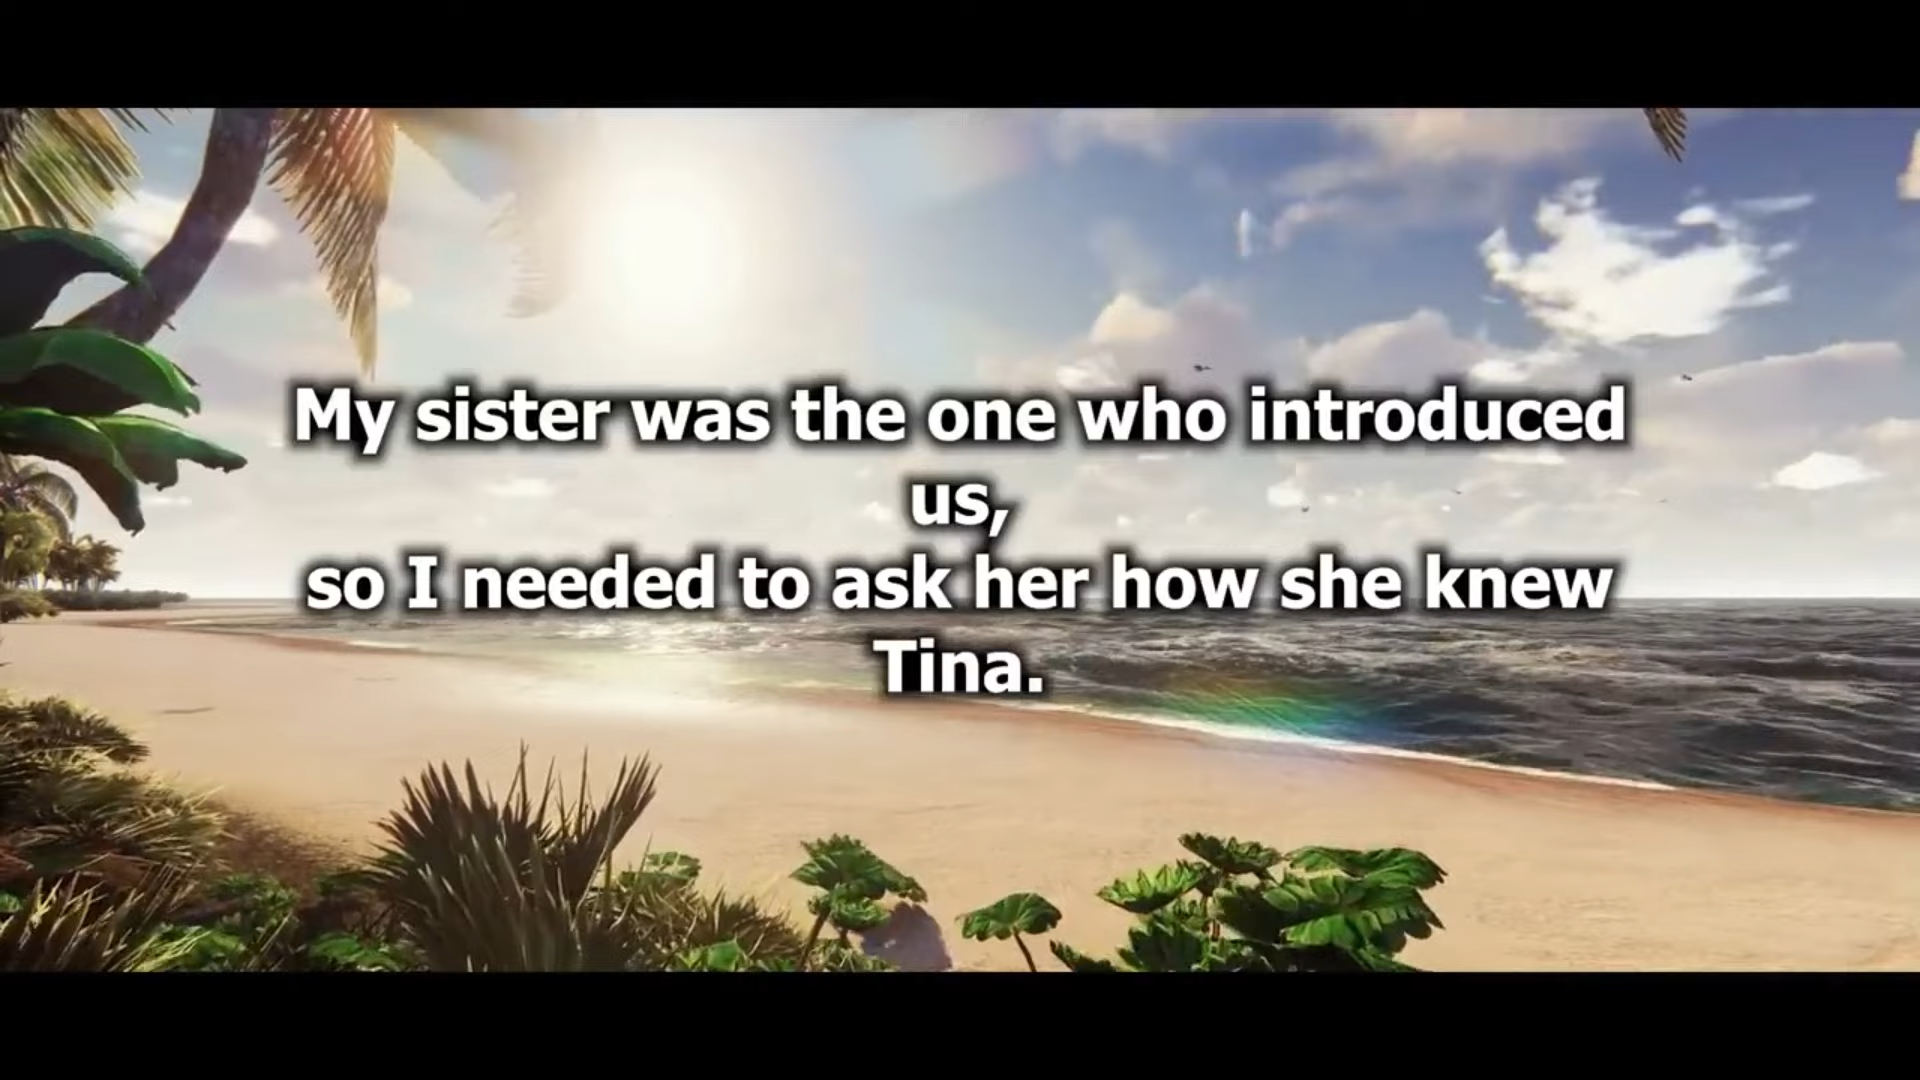 My sister was the one who introduced
us,
so I needed to ask her how she knew
Tina.